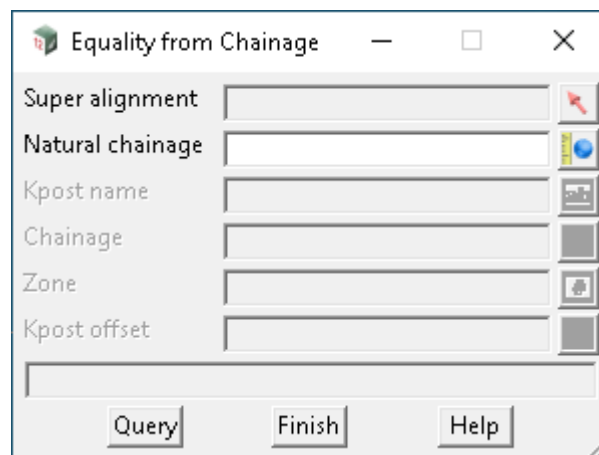 Equality from Chainage
Super alignment
Natural chainage
Kpost name
Chainage
Zone
Kpost offset
Query Finish Help